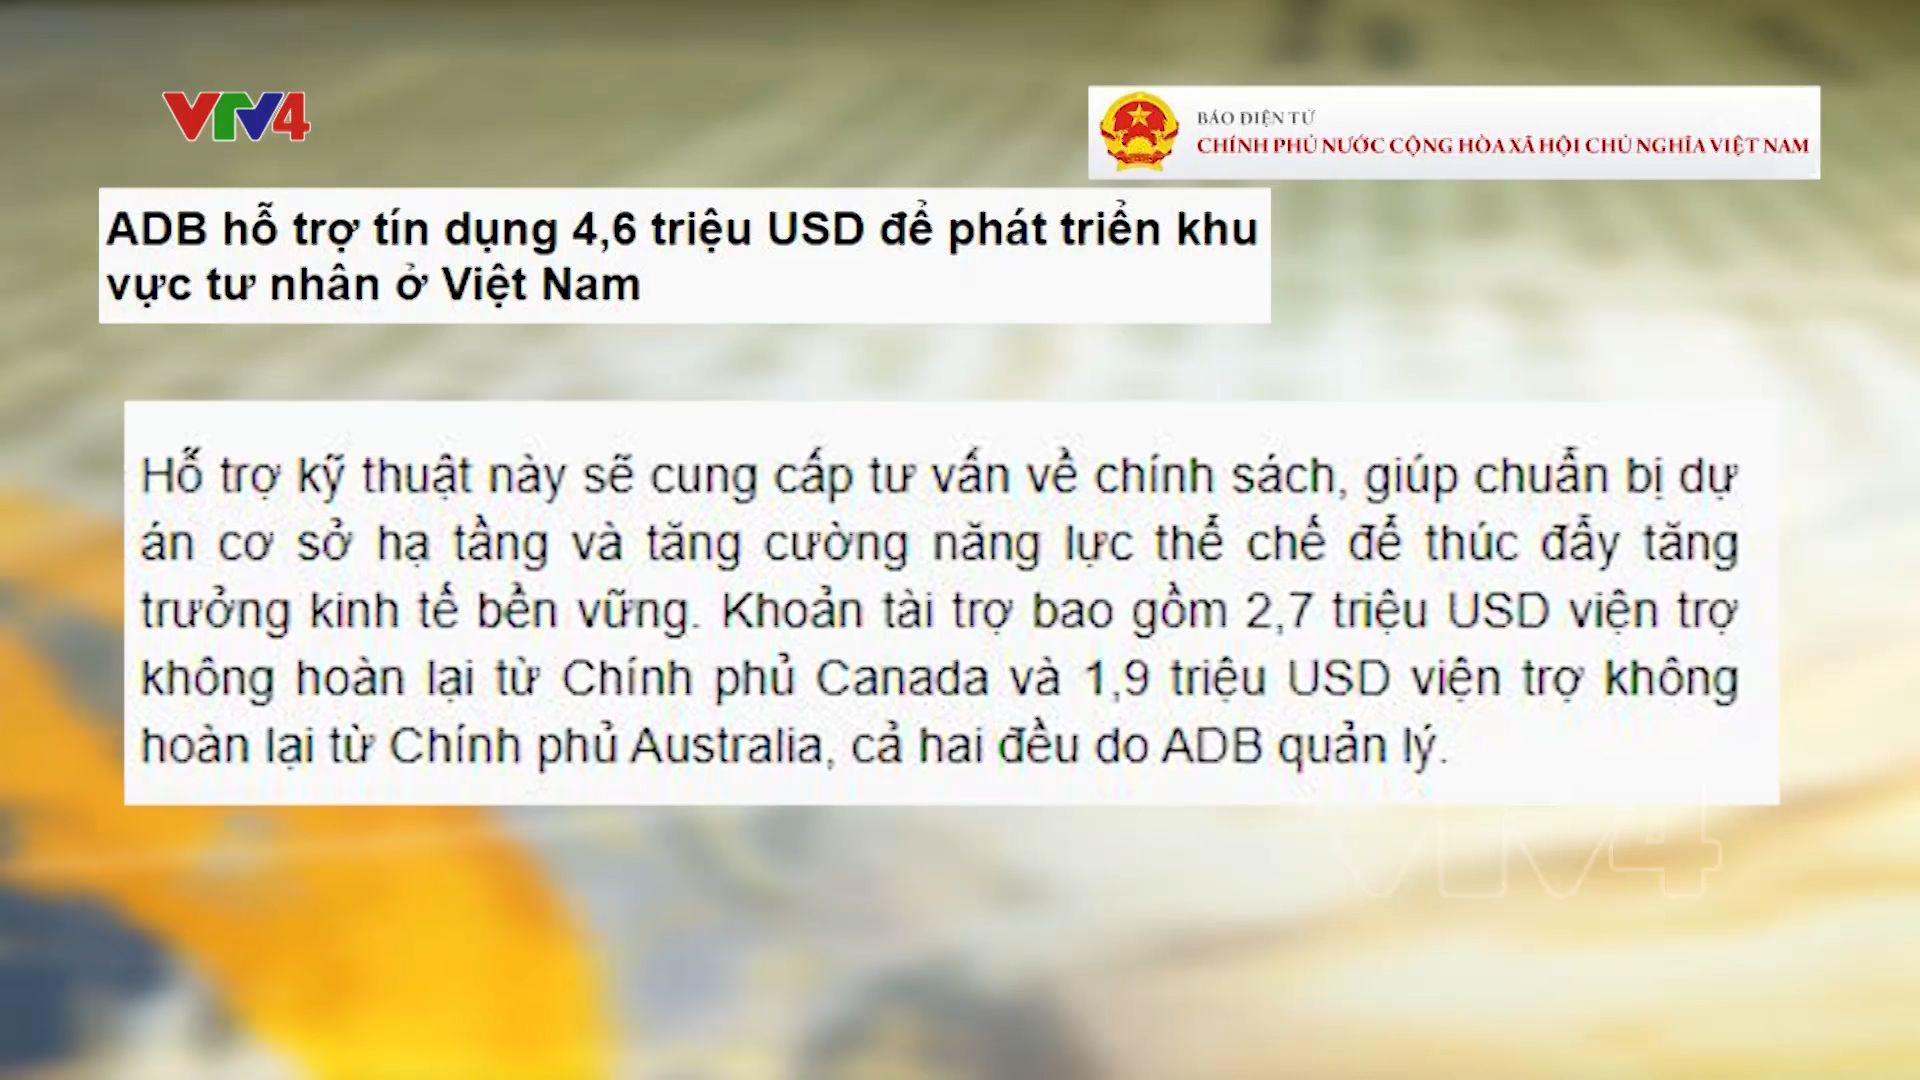 VTV4
BÁO ĐIỆN TỬ
CHÍNH PHỦ NƯỚC CỘNG HÒA XÃ HỘI CHỦ NGHĨA VIỆT NAM
ADB hỗ trợ tín dụng 4,6 triệu USD để phát triển khu
vực tư nhân ở Việt Nam
Hỗ trợ kỹ thuật này sẽ cung cấp tư vấn về chính sách, giúp chuẩn bị dự
án cơ sở hạ tầng và tăng cường năng lực thể chế để thúc đẩy tăng
trưởng kinh tế bền vững. Khoản tài trợ bao gồm 2,7 triệu USD viện trợ
không hoàn lại từ Chính phủ Canada và 1,9 triệu USD viện trợ không
hoàn lại từ Chính phủ Australia, cả hai đều do ADB quản lý.
VTV4